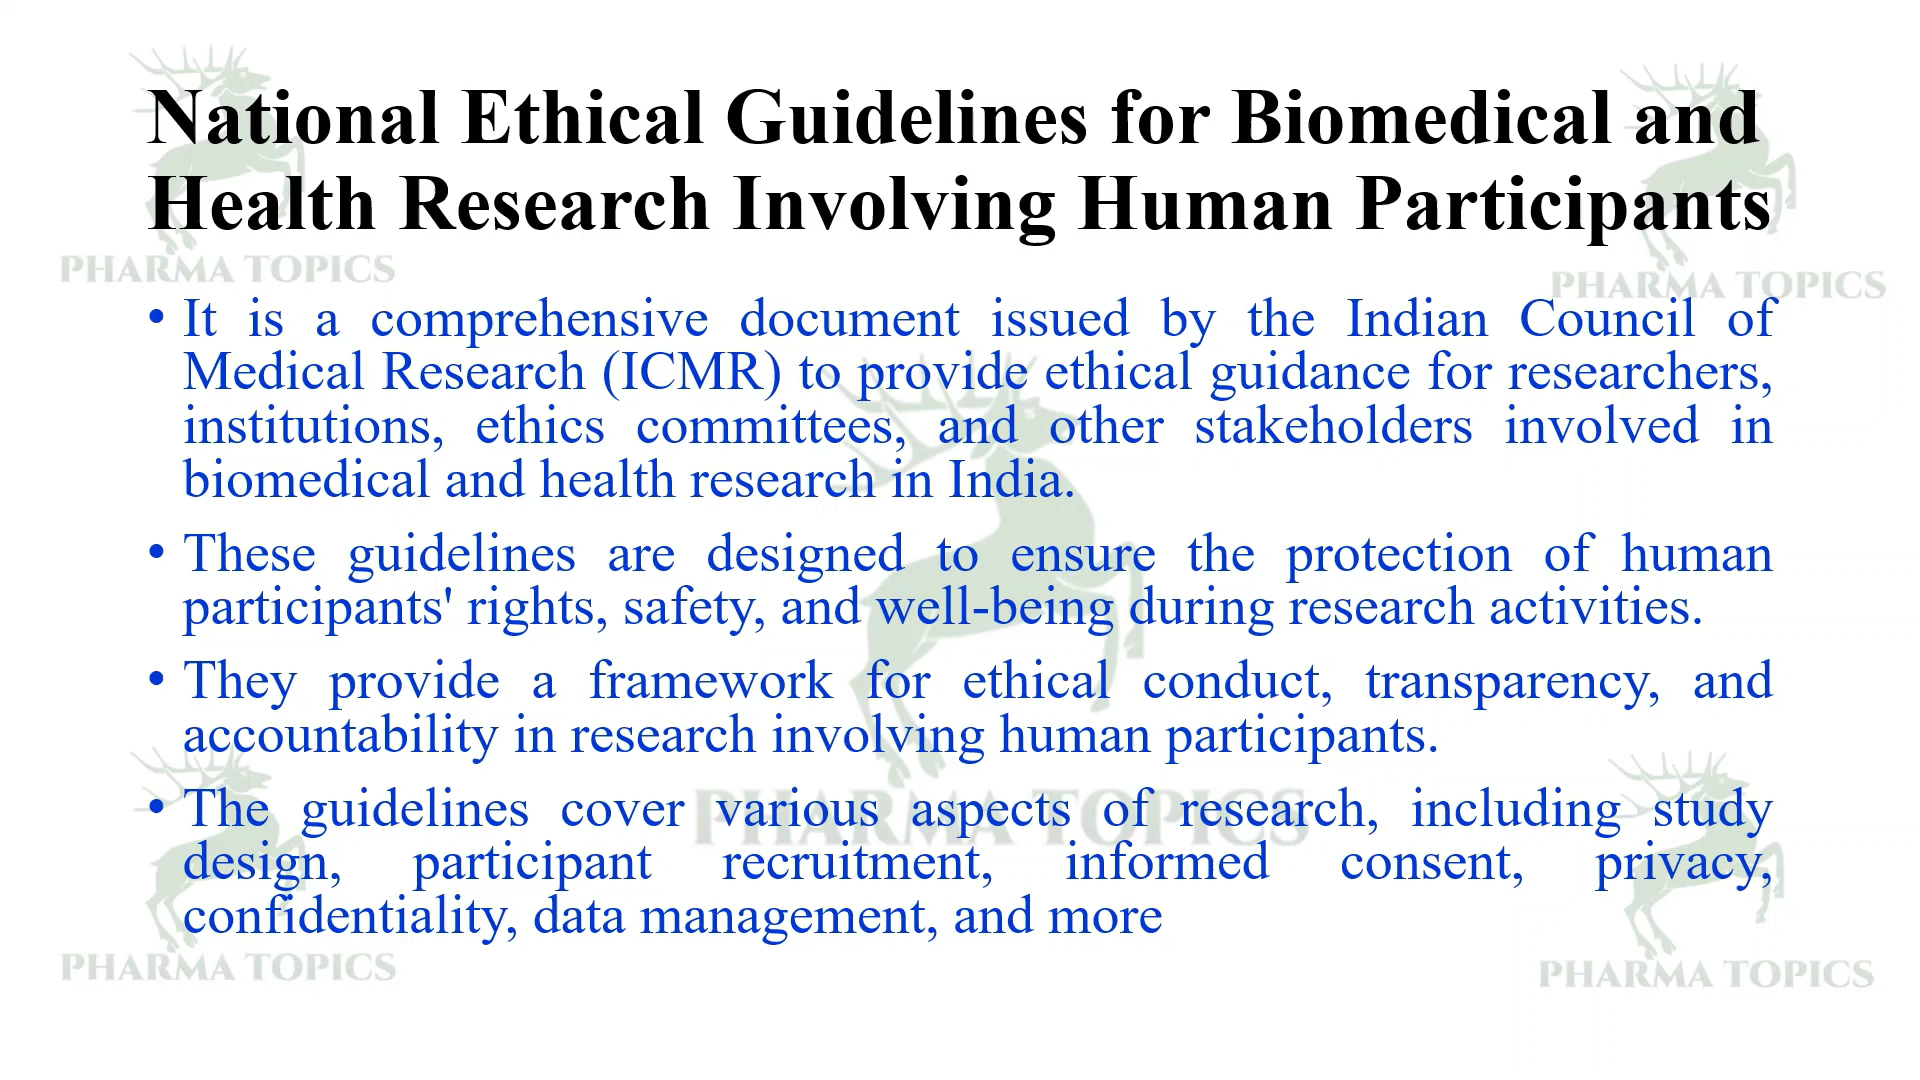 National Ethical Guidelines for Biomedical and
Health Research Involving Human Participants
PHARMA TOPICS
PHARMA TOPICS
• It is a comprehensive document issued by the Indian Council of
Medical Research (ICMR) to provide ethical guidance for researchers,
institutions, ethics committees, and other stakeholders involved in
biomedical and health research in India.
• These guidelines are designed to ensure the protection of human
participants' rights, safety, and well-being during research activities.
• They provide a framework for ethical conduct, transparency, and
accountability in research involving human participants.
• The guidelines cover various aspects of research, including study
design, participant recruitment, informed consent, privacy,
confidentiality, data management, and more
PHARMA TOPICS
PHARMA TOPICS
PHARMA TOPICS